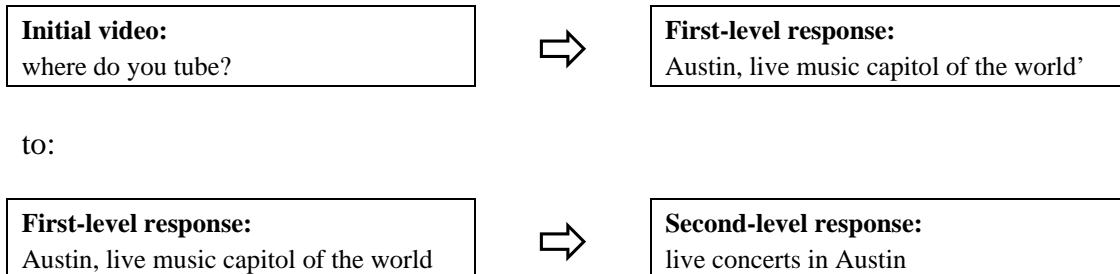 Initial video:
where do you tube?
First-level response:
Austin, live music capitol of the world’
to:
First-level response:
Austin, live music capitol of the world
Second-level response:
live concerts in Austin